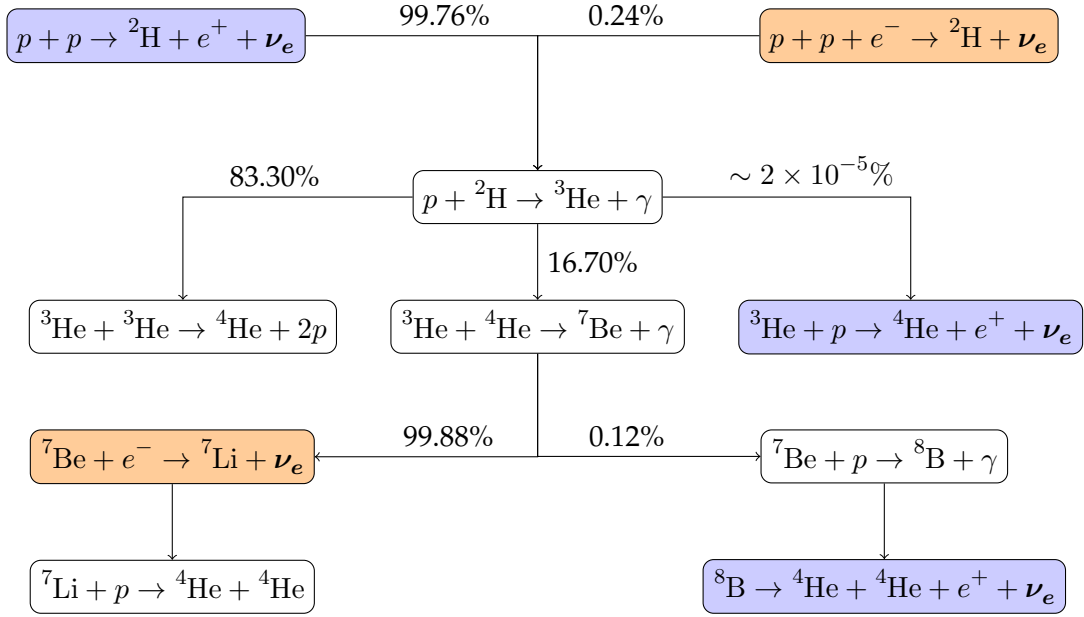 99.76% 0.24%
p + p → ²H + e⁺ + νₑ
p + p + e⁻ → ²H + νₑ
83.30% ∼ 2 × 10⁻⁵%
p + ²H → ³He + γ
16.70%
³He + ³He → ⁴He + 2p
³He + ⁴He → ⁷Be + γ
³He + p → ⁴He + e⁺ + νₑ
99.88% 0.12%
⁷Be + e⁻ → ⁷Li + νₑ
⁷Be + p → ⁸B + γ
⁷Li + p → ⁴He + ⁴He
⁸B → ⁴He + ⁴He + e⁺ + νₑ